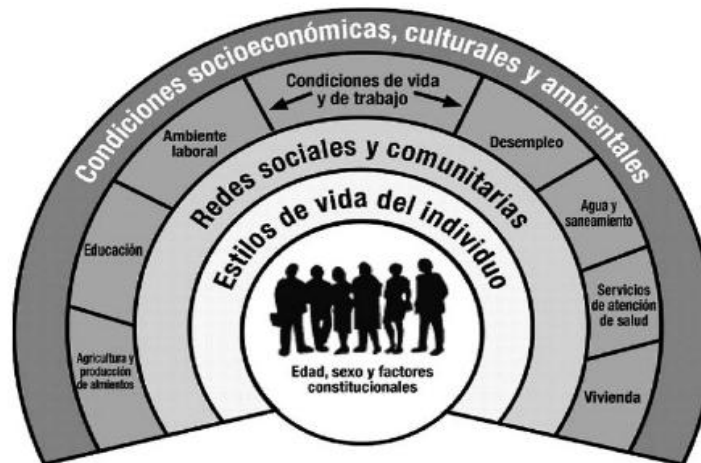 Condiciones socioeconómicas, culturales y ambientales
Condiciones de vida
y de trabajo
Ambiente
laboral
Desempleo
Redes sociales y comunitarias
Educación
Agua y
saneamiento
Estilos de vida del individuo
Servicios
de atención
de salud
Agricultura y
producción
de almientos
Edad, sexo y factores
constitucionales
Vivienda